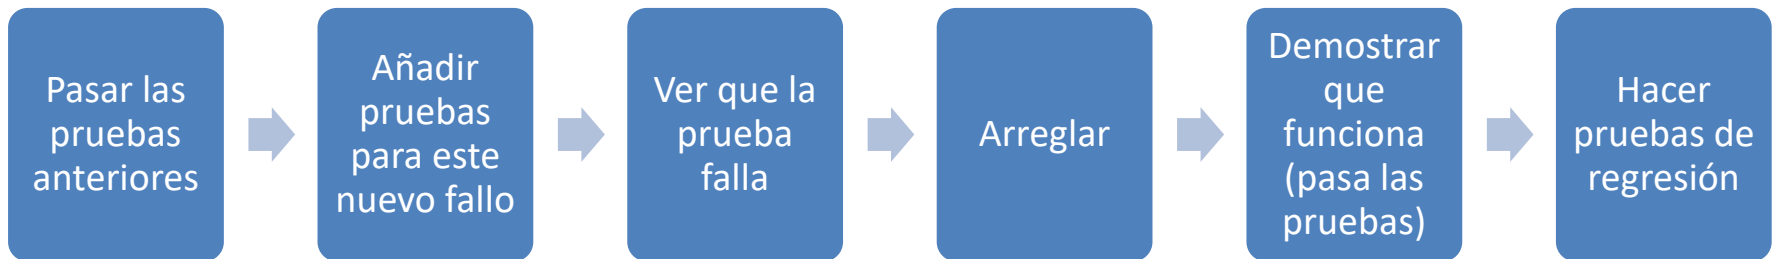 Pasar las
pruebas
anteriores
Añadir
pruebas
para este
nuevo fallo
Ver que la
prueba
falla
Arreglar
Demostrar
que
funciona
(pasa las
pruebas)
Hacer
pruebas de
regresión